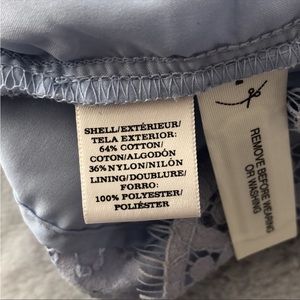 SHELL/EXTÉRIEUR/
TELA EXTERIOR:
64% COTTON/
COTON/ALGODÓN
36% NYLON/NILÓN
LINING/DOUBLURE/
FORRO:
100% POLYESTER/
POLIÉSTER
REMOVE BEFORE WEARING
OR WASHING